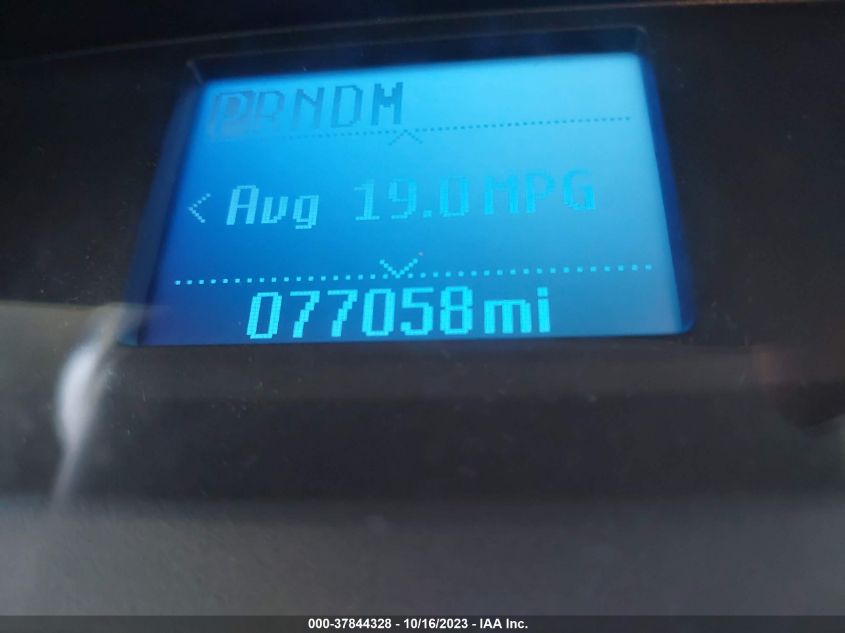 PRNDM
< Avg 19.0 MPG
077058mi
000-37844328 - 10/16/2023 - IAA Inc.